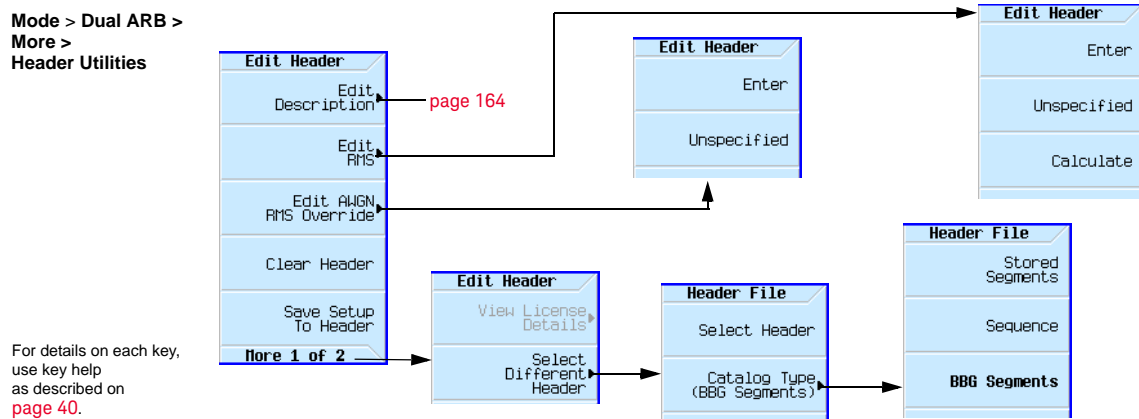 Mode > Dual ARB >
More >
Header Utilities
Edit Header
Edit
Description
page 164
Edit
RMS
Edit AWGN
RMS Override
Clear Header
Save Setup
To Header
More 1 of 2
Edit Header
Enter
Unspecified
Edit Header
Enter
Unspecified
Calculate
Edit Header
View License
Details
Select
Different
Header
Header File
Select Header
Catalog Type
(BBG Segments)
Header File
Stored
Segments
Sequence
BBG Segments
For details on each key,
use key help
as described on
page 40.